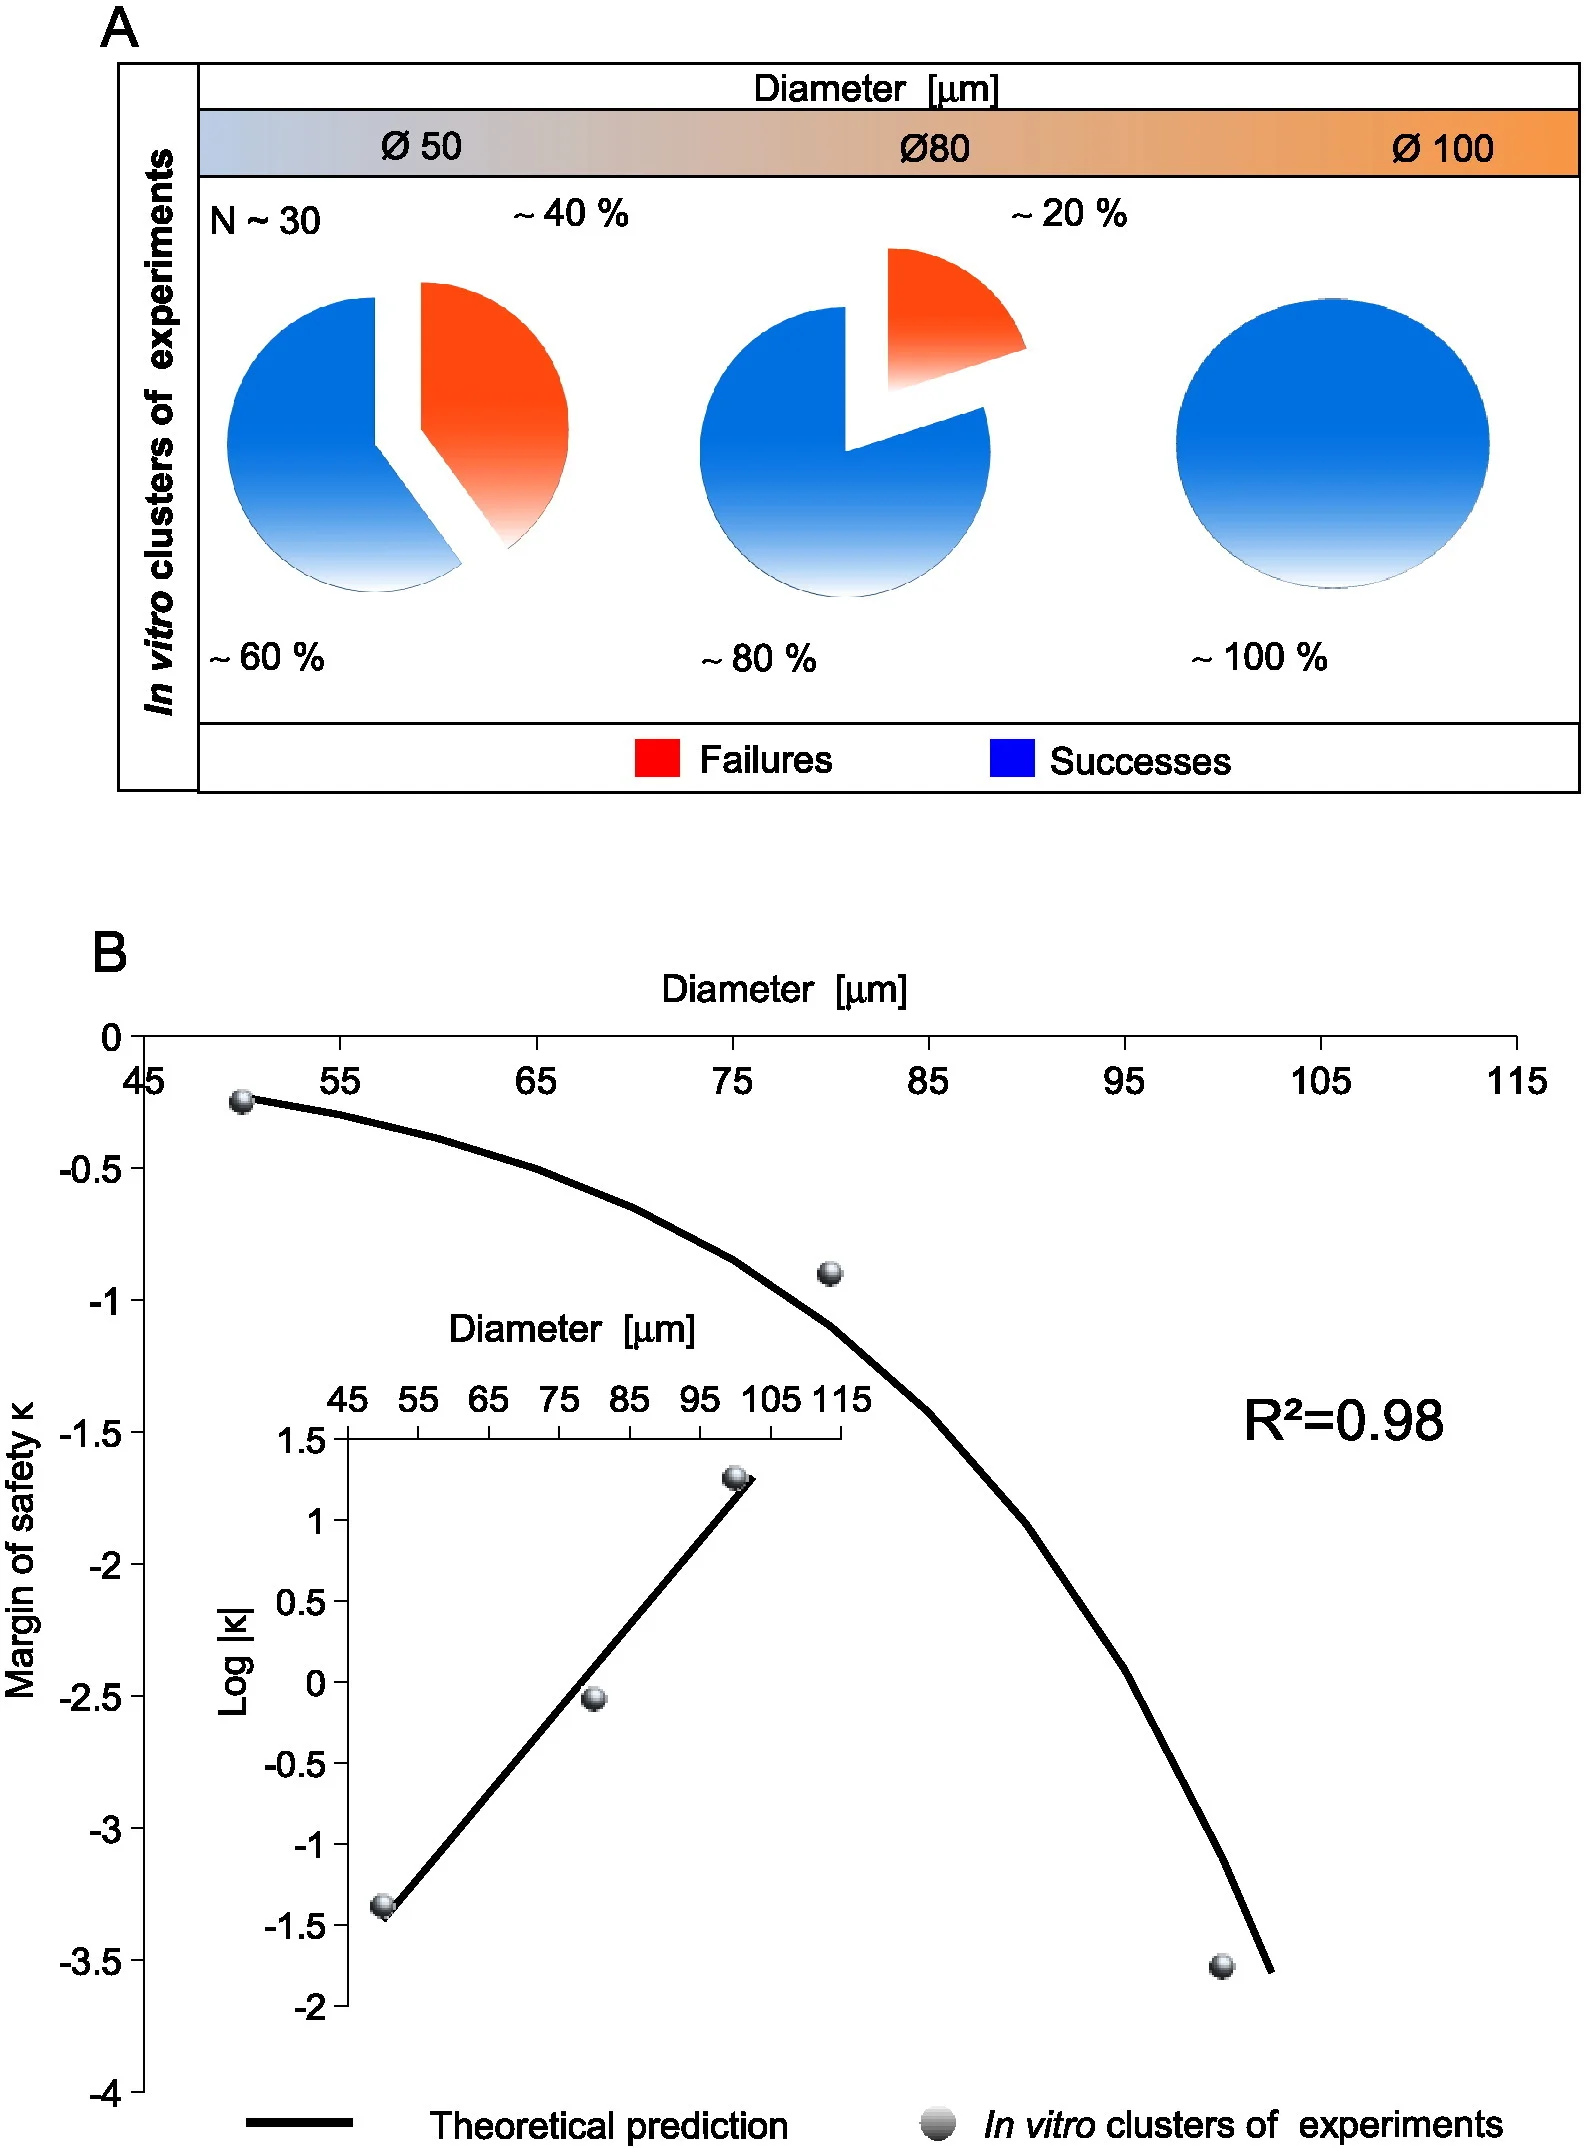 A
Diameter [μm]
Ø 50 Ø80 Ø 100
In vitro clusters of experiments
N ~ 30 ~ 40 % ~ 20 %
~ 60 % ~ 80 % ~ 100 %
Failures Successes
B
Diameter [μm]
45 55 65 75 85 95 105 115
Margin of safety κ
0
-0.5
-1
-1.5
-2
-2.5
-3
-3.5
-4
R²=0.98
Diameter [μm]
45 55 65 75 85 95 105 115
Log |κ|
1.5
1
0.5
0
-0.5
-1
-1.5
-2
Theoretical prediction In vitro clusters of experiments